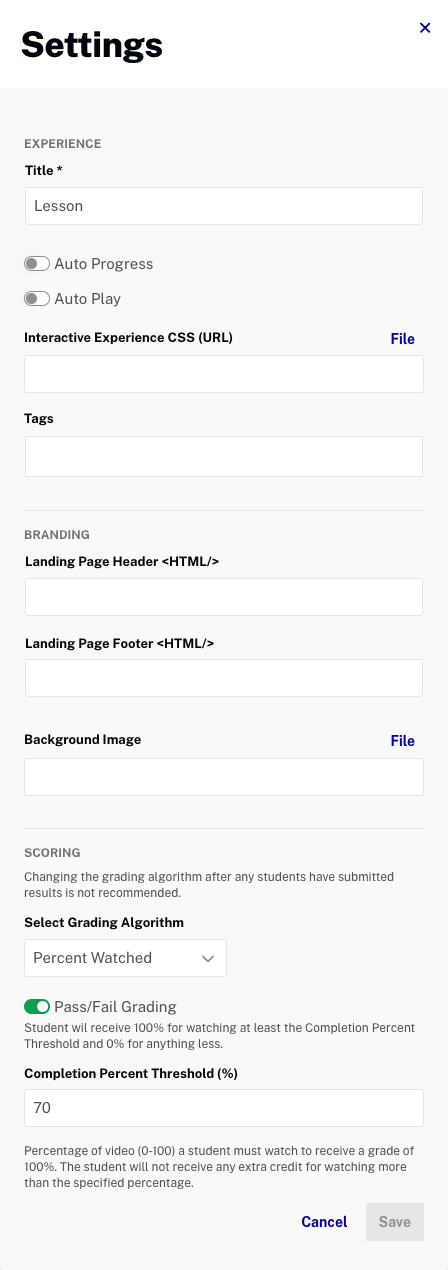 Settings
EXPERIENCE
Title *
Lesson
Auto Progress
Auto Play
Interactive Experience CSS (URL)
File
Tags
BRANDING
Landing Page Header <HTML/>
Landing Page Footer <HTML/>
Background Image
File
SCORING
Changing the grading algorithm after any students have submitted
results is not recommended.
Select Grading Algorithm
Percent Watched
Pass/Fail Grading
Student wil receive 100% for watching at least the Completion Percent
Threshold and 0% for anything less.
Completion Percent Threshold (%)
70
Percentage of video (0-100) a student must watch to receive a grade of
100%. The student will not receive any extra credit for watching more
than the specified percentage.
Cancel
Save